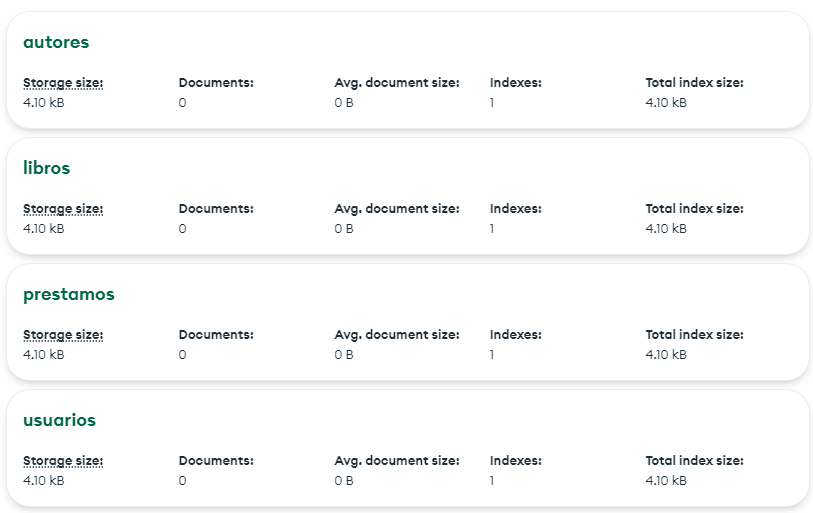 autores
Storage size: Documents: Avg. document size: Indexes: Total index size:
4.10 kB 0 0 B 1 4.10 kB
libros
Storage size: Documents: Avg. document size: Indexes: Total index size:
4.10 kB 0 0 B 1 4.10 kB
prestamos
Storage size: Documents: Avg. document size: Indexes: Total index size:
4.10 kB 0 0 B 1 4.10 kB
usuarios
Storage size: Documents: Avg. document size: Indexes: Total index size:
4.10 kB 0 0 B 1 4.10 kB